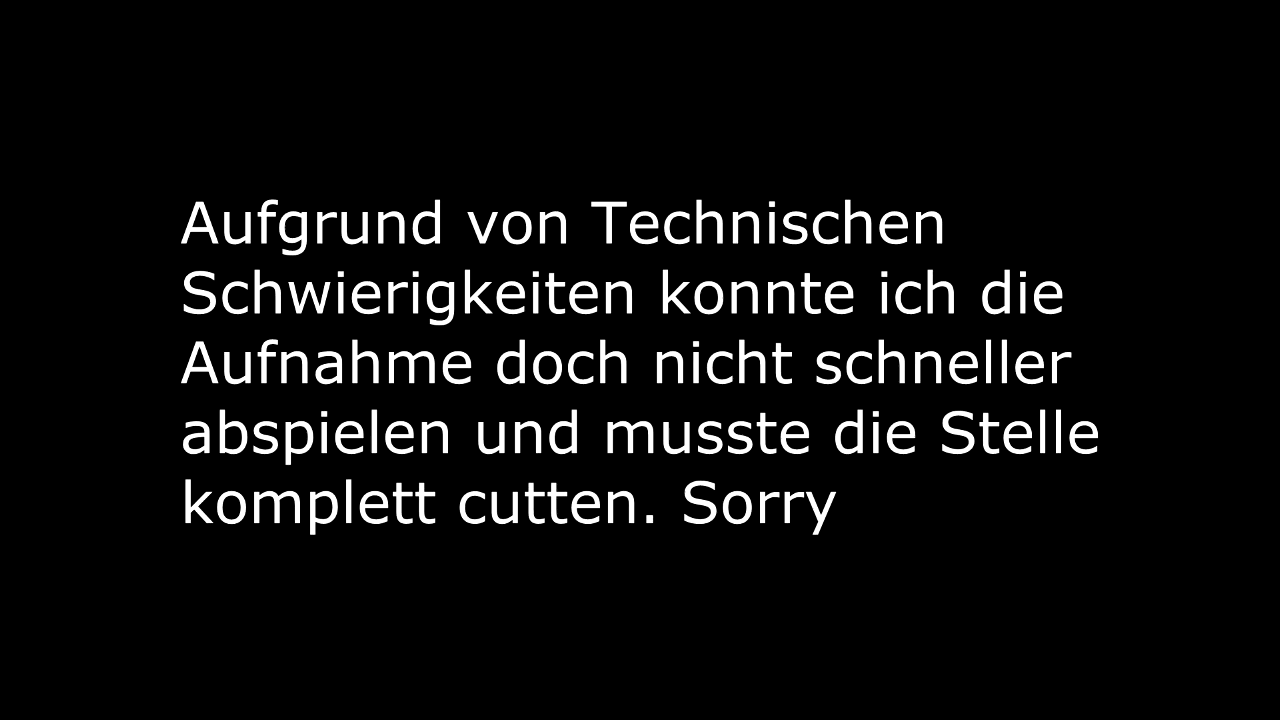 Aufgrund von Technischen
Schwierigkeiten konnte ich die
Aufnahme doch nicht schneller
abspielen und musste die Stelle
komplett cutten. Sorry